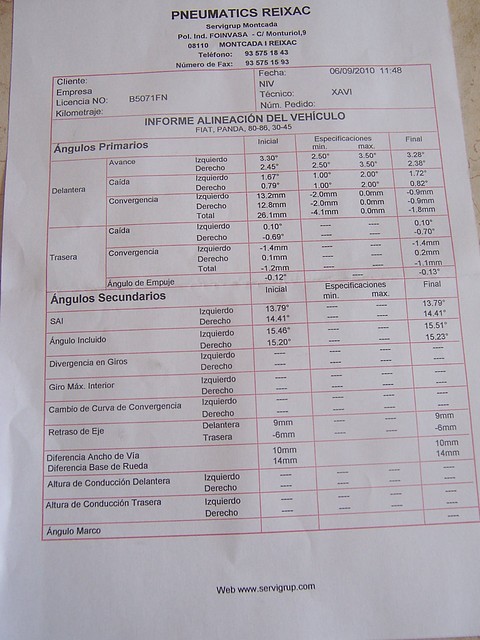 PNEUMATICS REIXAC
Servigrup Montcada
Pol. Ind. FOINVASA - C/ Monturiol,9
08110 MONTCADA I REIXAC
Teléfono: 93 575 18 43
Número de Fax: 93 575 15 93
Cliente: Fecha: 06/09/2010 11:48
Empresa NIV
Licencia NO: B5071FN Técnico: XAVI
Kilometraje: Núm. Pedido:
INFORME ALINEACIÓN DEL VEHÍCULO
FIAT, PANDA, 80-86, 30-45
Ángulos Primarios Inicial Especificaciones Final
min. max.
Delantera Avance Izquierdo 3.30° 2.50° 3.50° 3.28°
Derecho 2.45° 2.50° 3.50° 2.38°
Caída Izquierdo 1.67° 1.00° 2.00° 1.72°
Derecho 0.79° 1.00° 2.00° 0.82°
Convergencia Izquierdo 13.2mm -2.0mm 0.0mm -0.9mm
Derecho 12.8mm -2.0mm 0.0mm -0.9mm
Total 26.1mm -4.1mm 0.0mm -1.8mm
Trasera Caída Izquierdo 0.10° ---- ---- 0.10°
Derecho -0.69° ---- ---- -0.70°
Convergencia Izquierdo -1.4mm ---- ---- -1.4mm
Derecho 0.1mm ---- ---- 0.2mm
Total -1.2mm ---- ---- -1.1mm
Ángulo de Empuje -0.12° ---- -0.13°
Ángulos Secundarios Inicial Especificaciones Final
min. max.
SAI Izquierdo 13.79° ---- ---- 13.79°
Derecho 14.41° ---- ---- 14.41°
Ángulo Incluido Izquierdo 15.46° ---- ---- 15.51°
Derecho 15.20° ---- ---- 15.23°
Divergencia en Giros Izquierdo ---- ---- ---- ----
Derecho ---- ---- ---- ----
Giro Máx. Interior Izquierdo ---- ---- ---- ----
Derecho ---- ---- ---- ----
Cambio de Curva de Convergencia Izquierdo ---- ---- ---- ----
Derecho ---- ---- ---- ----
Retraso de Eje Delantera 9mm ---- ---- 9mm
Trasera -6mm ---- ---- -6mm
Diferencia Ancho de Vía 10mm 10mm
Diferencia Base de Rueda 14mm 14mm
Altura de Conducción Delantera Izquierdo ---- ---- ---- ----
Derecho ---- ---- ---- ----
Altura de Conducción Trasera Izquierdo ---- ---- ---- ----
Derecho ---- ---- ---- ----
Ángulo Marco ----
Web www.servigrup.com